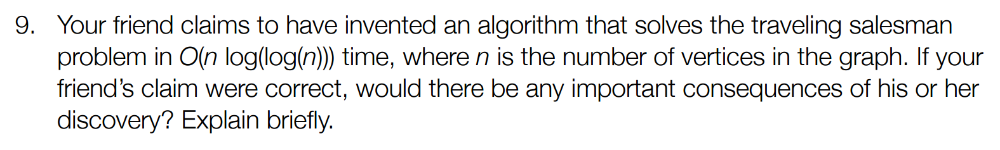 9. Your friend claims to have invented an algorithm that solves the traveling salesman
problem in O(n log(log(n))) time, where n is the number of vertices in the graph. If your
friend’s claim were correct, would there be any important consequences of his or her
discovery? Explain briefly.